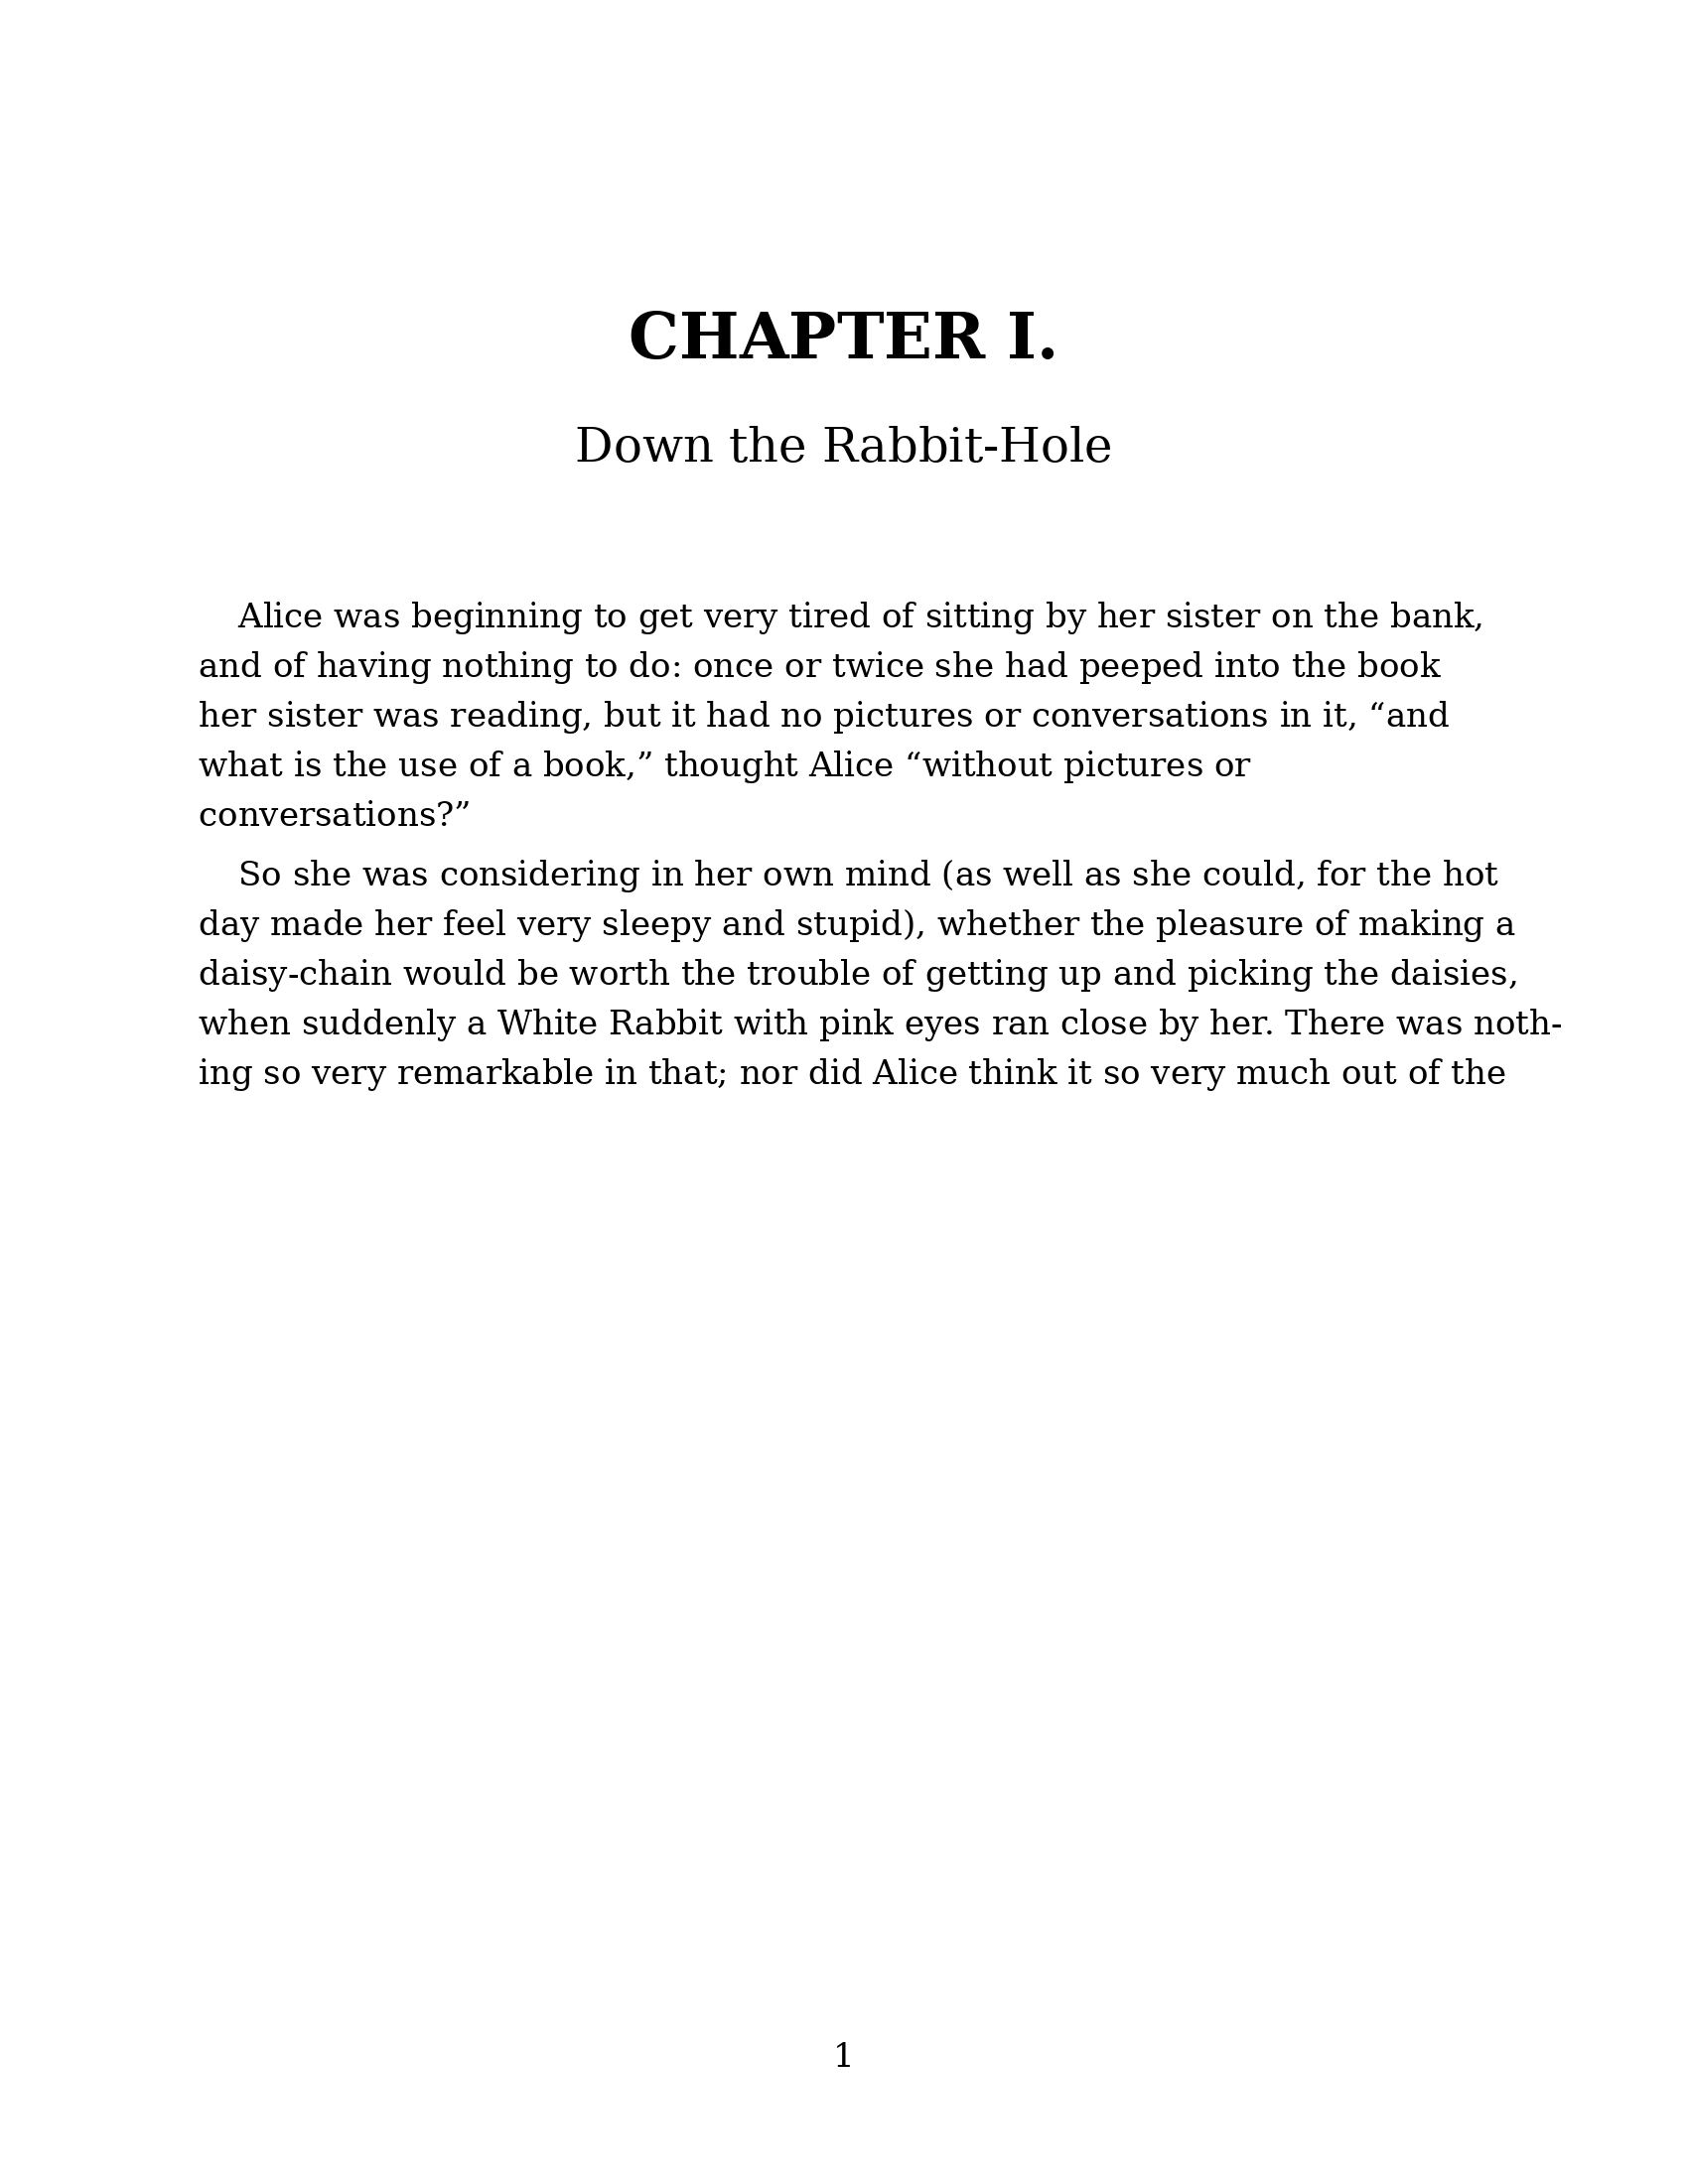 CHAPTER I.
Down the Rabbit-Hole
Alice was beginning to get very tired of sitting by her sister on the bank,
and of having nothing to do: once or twice she had peeped into the book
her sister was reading, but it had no pictures or conversations in it, “and
what is the use of a book,” thought Alice “without pictures or
conversations?”
So she was considering in her own mind (as well as she could, for the hot
day made her feel very sleepy and stupid), whether the pleasure of making a
daisy-chain would be worth the trouble of getting up and picking the daisies,
when suddenly a White Rabbit with pink eyes ran close by her. There was noth-
ing so very remarkable in that; nor did Alice think it so very much out of the
1